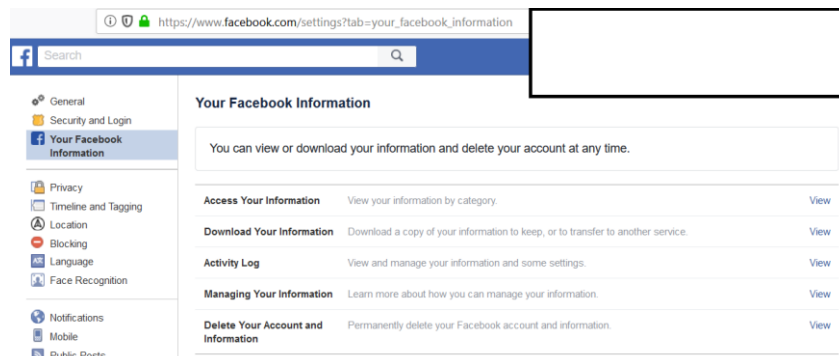 https://www.facebook.com/settings?tab=your_facebook_information
f Search
General
Security and Login
Your Facebook
Information
Privacy
Timeline and Tagging
Location
Blocking
Language
Face Recognition
Notifications
Mobile
Public Posts
Your Facebook Information
You can view or download your information and delete your account at any time.
Access Your Information View your information by category. View
Download Your Information Download a copy of your information to keep, or to transfer to another service. View
Activity Log View and manage your information and some settings. View
Managing Your Information Learn more about how you can manage your information. View
Delete Your Account and Permanently delete your Facebook account and information. View
Information